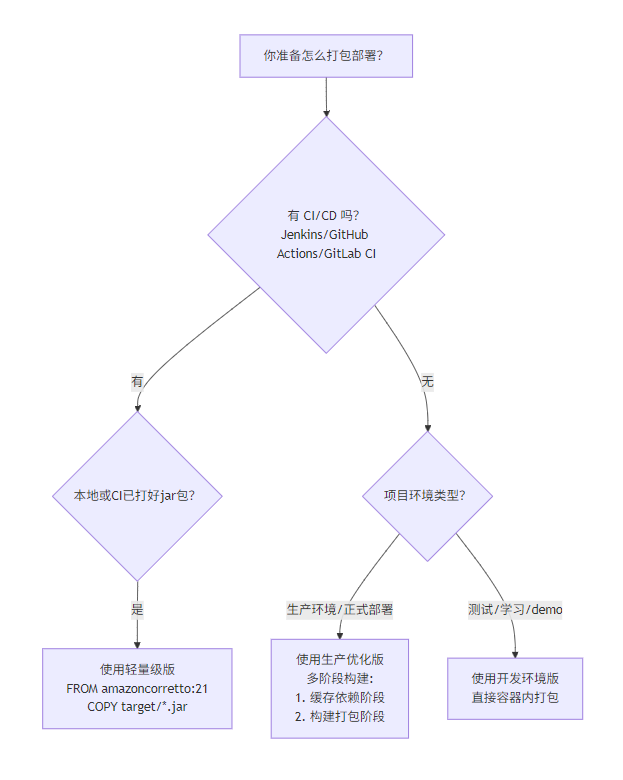 你准备怎么打包部署?
有 CI/CD 吗?
Jenkins/GitHub
Actions/GitLab CI
有
无
本地或CI已打好jar包?
项目环境类型?
是
生产环境/正式部署
测试/学习/demo
使用轻量级版
FROM amazoncorretto:21
COPY target/*.jar
使用生产优化版
多阶段构建:
1. 缓存依赖阶段
2. 构建打包阶段
使用开发环境版
直接容器内打包